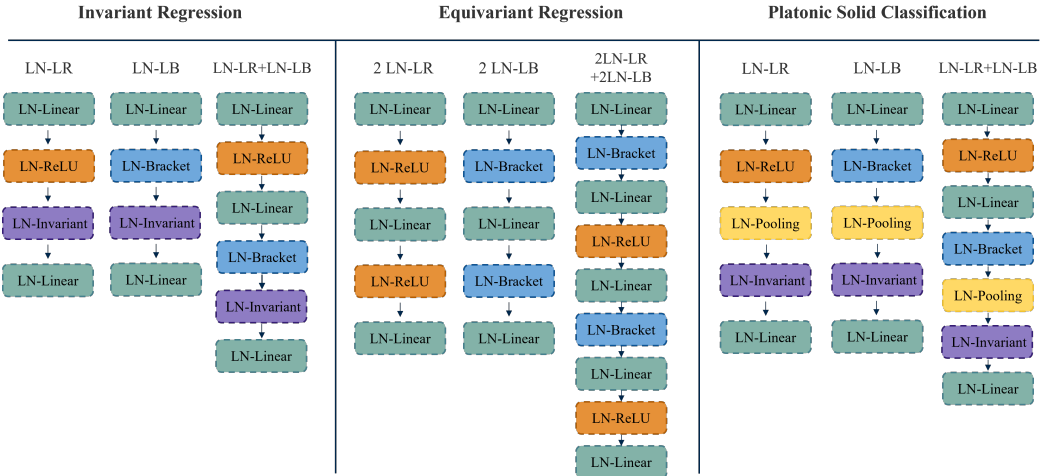 Invariant Regression
LN-LR
LN-Linear
LN-ReLU
LN-Invariant
LN-Linear
LN-LB
LN-Linear
LN-Bracket
LN-Invariant
LN-Linear
LN-LR+LN-LB
LN-Linear
LN-ReLU
LN-Linear
LN-Bracket
LN-Invariant
LN-Linear
Equivariant Regression
2 LN-LR
LN-Linear
LN-ReLU
LN-Linear
LN-ReLU
LN-Linear
2 LN-LB
LN-Linear
LN-Bracket
LN-Linear
LN-Bracket
LN-Linear
2LN-LR
+2LN-LB
LN-Linear
LN-Bracket
LN-Linear
LN-ReLU
LN-Linear
LN-Bracket
LN-Linear
LN-ReLU
LN-Linear
Platonic Solid Classification
LN-LR
LN-Linear
LN-ReLU
LN-Pooling
LN-Invariant
LN-Linear
LN-LB
LN-Linear
LN-Bracket
LN-Pooling
LN-Invariant
LN-Linear
LN-LR+LN-LB
LN-Linear
LN-ReLU
LN-Linear
LN-Bracket
LN-Pooling
LN-Invariant
LN-Linear